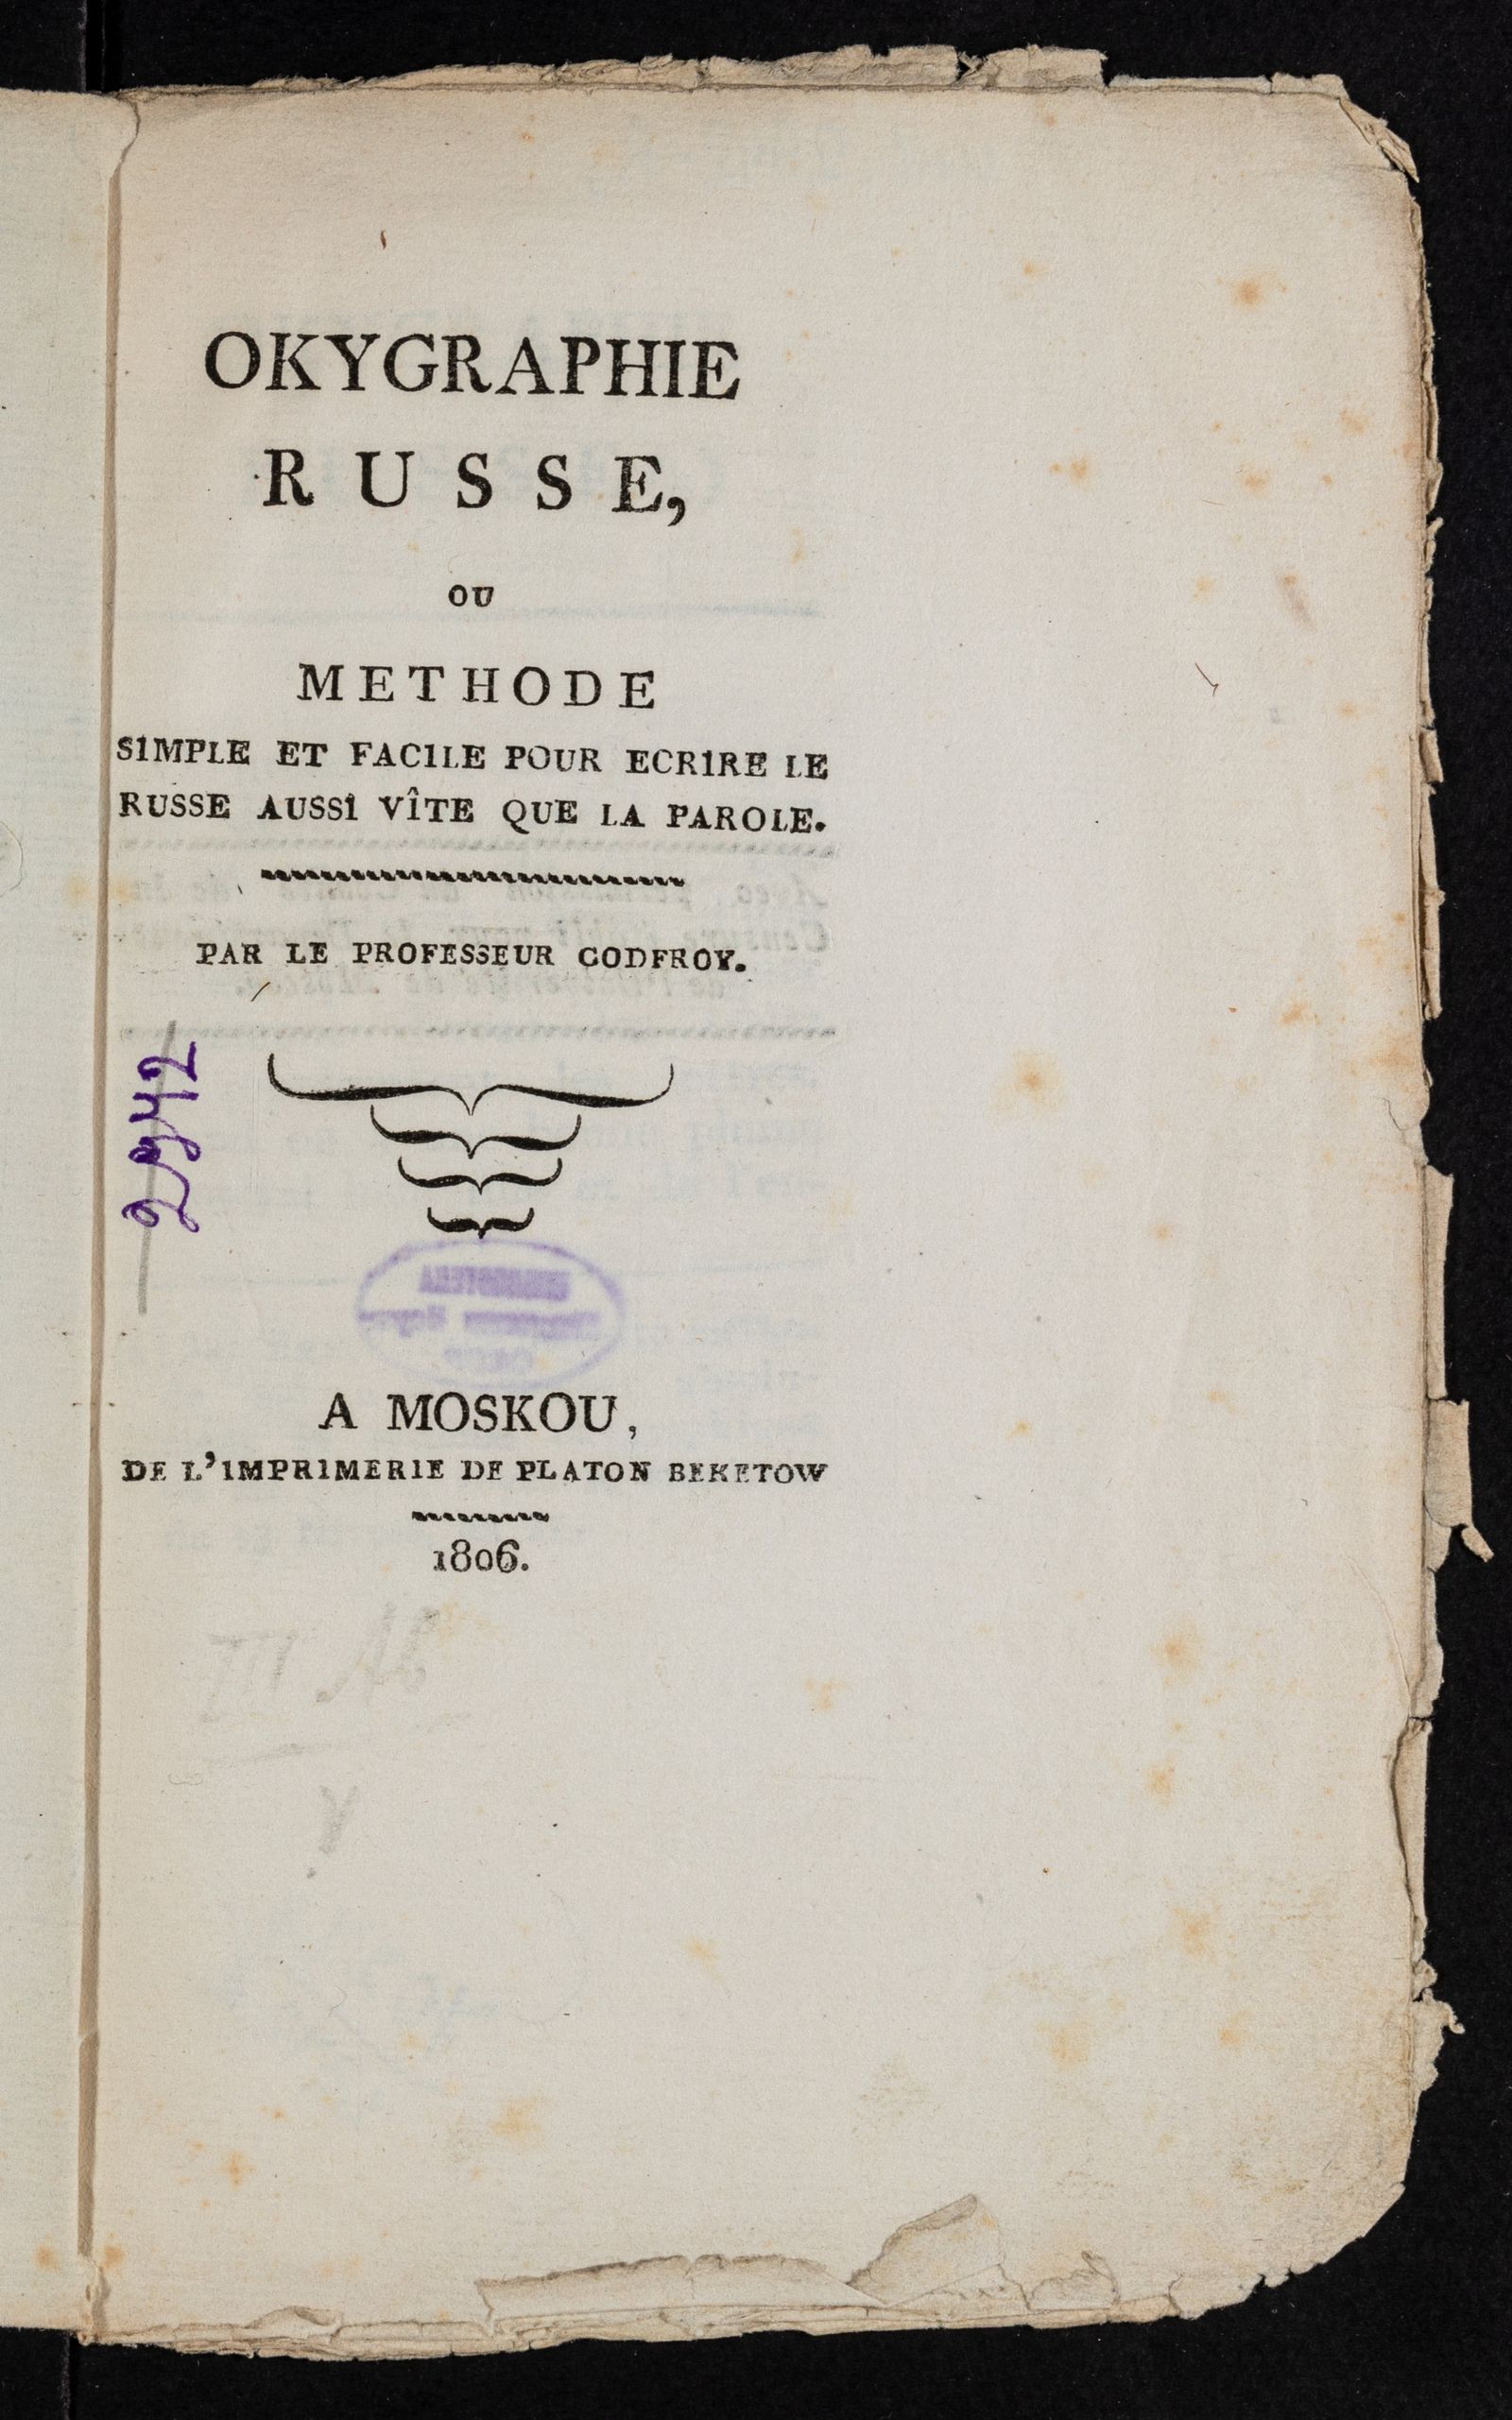 OKYGRAPHIE
RUSSE,
OU
METHODE
SIMPLE ET FACILE POUR ECRIRE LE
RUSSE AUSSI VÎTE QUE LA PAROLE.
PAR LE PROFESSEUR GODFROY.
2942
A MOSKOU,
DE L'IMPRIMERIE DE PLATON BEKETOW
1806.